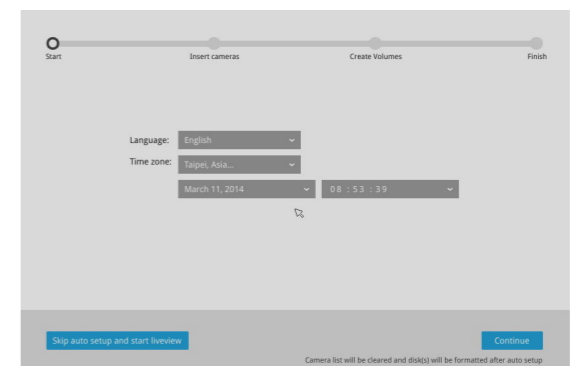 Start Insert cameras Create Volumes Finish
Language: English
Time zone: Taipei, Asia...
March 11, 2014 08 : 53 : 39
Skip auto setup and start liveview Continue
Camera list will be cleared and disk(s) will be formatted after auto setup